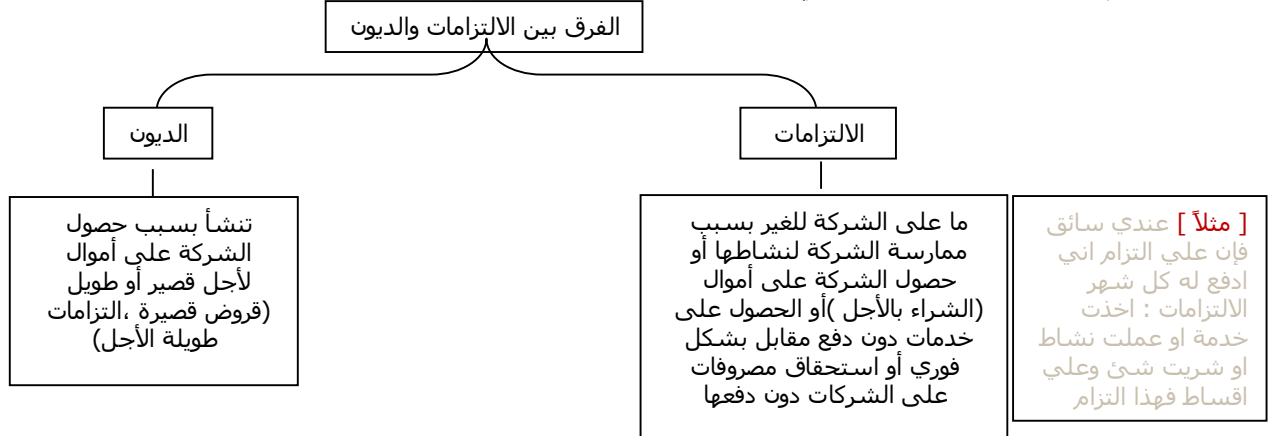 الفرق بين الالتزامات والديون
الالتزامات
الديون
[ مثلاً ] عندي سائق
فإن علي التزام اني
ادفع له كل شهر
الالتزامات : اخذت
خدمة او عملت نشاط
او شريت شئ وعلي
اقساط فهذا التزام
ما على الشركة للغير بسبب
ممارسة الشركة لنشاطها أو
حصول الشركة على أموال
(الشراء بالأجل )أو الحصول على
خدمات دون دفع مقابل بشكل
فوري أو استحقاق مصروفات
على الشركات دون دفعها
تنشأ بسبب حصول
الشركة على أموال
لأجل قصير أو طويل
(قروض قصيرة ،التزامات
طويلة الأجل)